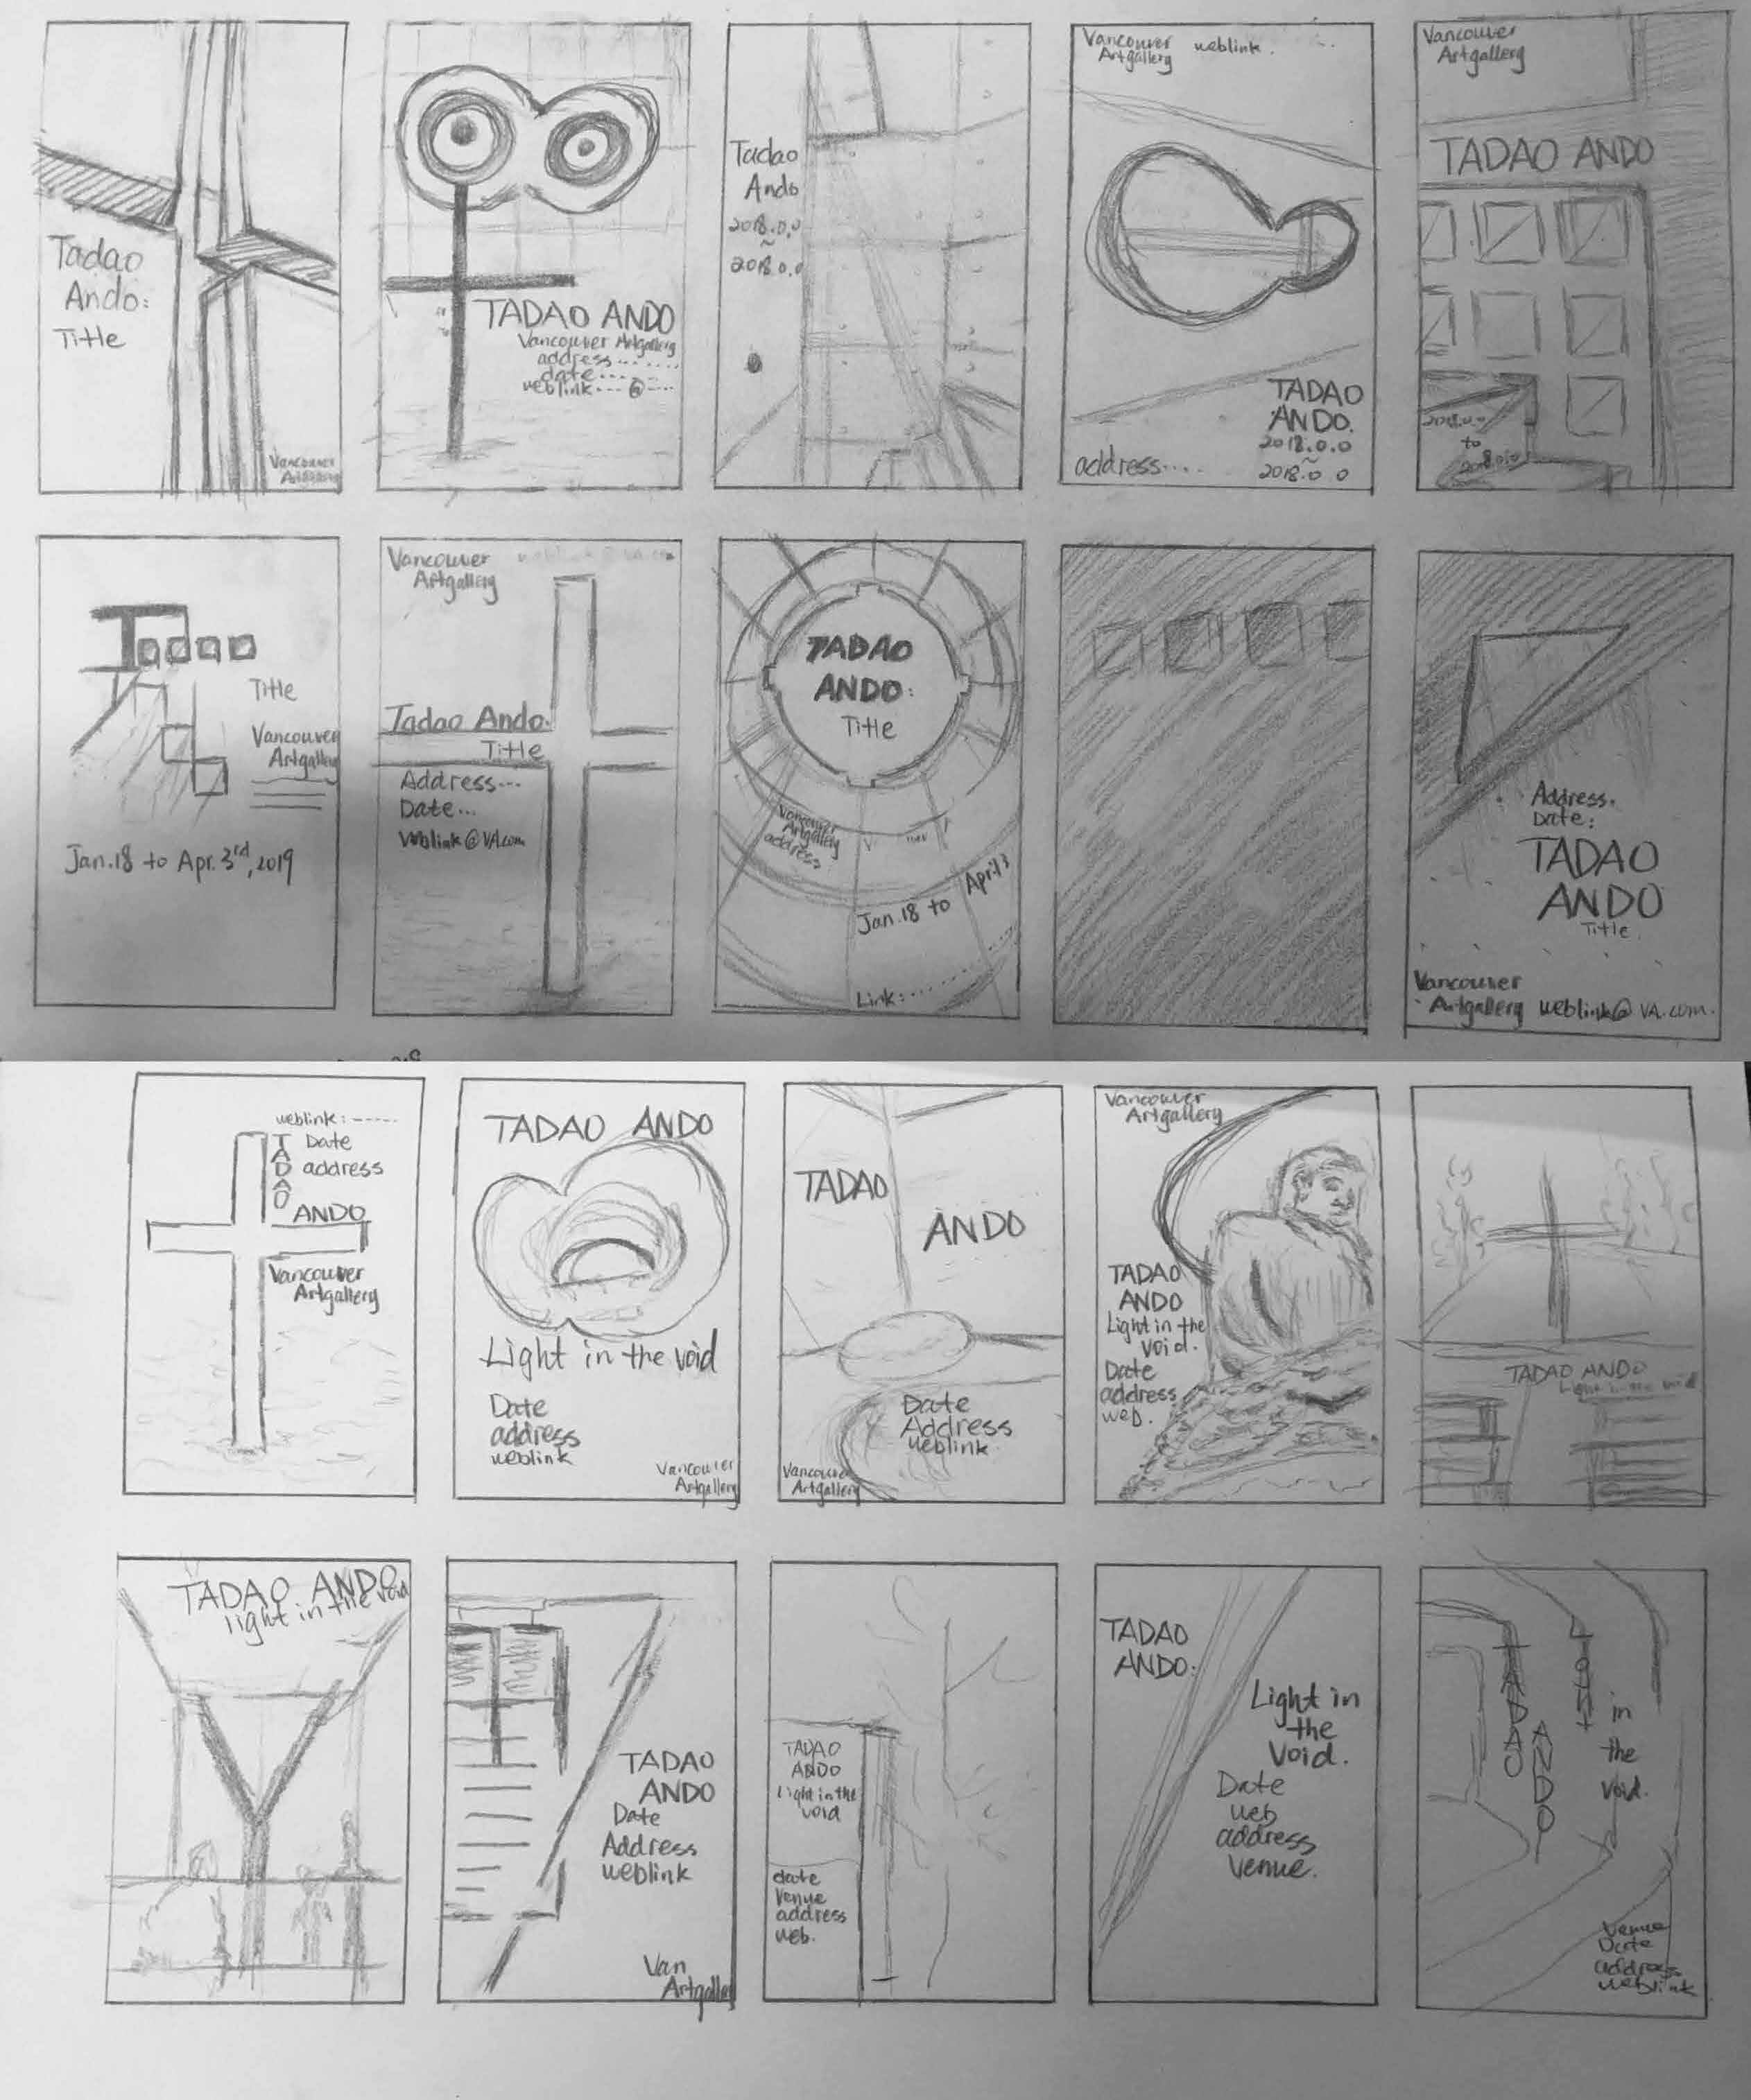 Tadao
Ando:
Title
Vancouver
Artgallery
TADAO ANDO
Vancouver Artgallery
address......
date....
weblink---@----
Tadao
Ando
2018.0.0
~
2018.0.0
Vancouver
Artgallery
weblink.
TADAO
ANDO.
2018.0.0
~
2018.0 0
address....
Vancouver
Artgallery
TADAO ANDO
2018.0.0
to
Tadao
Title
Vancouver
Artgallery
Jan.18 to Apr. 3rd, 2019
Vancouver
Artgallery
Tadao Ando.
Title
Address...
Date...
Weblink@VA.com
TADAO
ANDO:
Title
Vancouver
Artgallery
address
Jan.18 to April 3
Link:.......
Address.
Date:
TADAO
ANDO
Title.
Vancouver
Artgallery weblink@VA.com.
weblink:-----
Date
address
TADAO
ANDO
Vancouver
Artgallery
TADAO ANDO
Light in the void
Date
address
weblink
Vancouver
Artgallery
TADAO
ANDO
Date
Address
weblink
Vancouver
Artgallery
Vancouver
Artgallery
TADAO
ANDO
Light in the
void.
Date
address
web.
TADAO ANDO
Light in the void
TADAO ANDO
light in the void
TADAO
ANDO
Date
Address
weblink
Van
Artgallery
TADAO
ANDO
Light in the
void
date
Venue
address
web.
TADAO
ANDO:
Light in
the
Void.
Date
web
address
venue.
TADAO
ANDO
Light
in
the
void.
Venue
Date
address
weblink